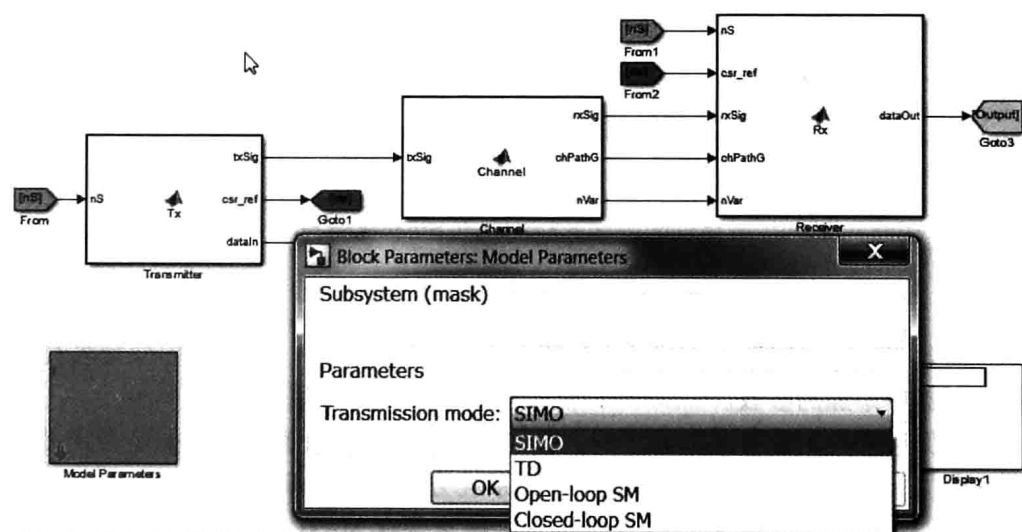 [nS]
From1
nS
From2
csr_ref
rxSig
rxSig
Rx
dataOut
[Output]
Goto3
txSig
txSig
Channel
chPathG
chPathG
[nS]
From
nS
Tx
csr_ref
Goto1
nVar
nVar
dataIn
Transmitter
Channel
Receiver
Block Parameters: Model Parameters
X
Subsystem (mask)
Parameters
Transmission mode:
SIMO
SIMO
TD
Open-loop SM
Closed-loop SM
OK
Model Parameters
Display1